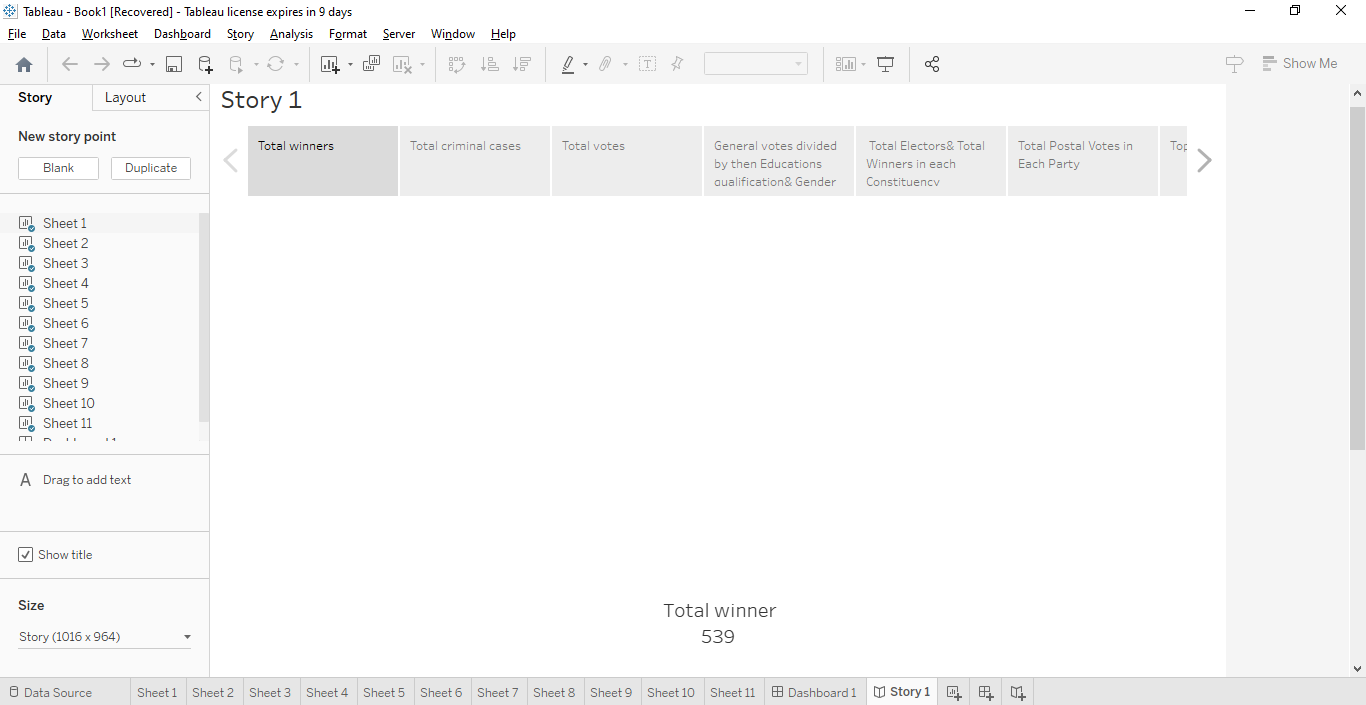 Tableau - Book1 [Recovered] - Tableau license expires in 9 days
File Data Worksheet Dashboard Story Analysis Format Server Window Help
Show Me
Story Layout
New story point
Blank Duplicate
Sheet 1
Sheet 2
Sheet 3
Sheet 4
Sheet 5
Sheet 6
Sheet 7
Sheet 8
Sheet 9
Sheet 10
Sheet 11
A Drag to add text
Show title
Size
Story (1016 x 964)
Story 1
Total winners
Total criminal cases
Total votes
General votes divided
by then Educations
qualification& Gender
Total Electors& Total
Winners in each
Constituency
Total Postal Votes in
Each Party
Total winner
539
Data Source Sheet 1 Sheet 2 Sheet 3 Sheet 4 Sheet 5 Sheet 6 Sheet 7 Sheet 8 Sheet 9 Sheet 10 Sheet 11 Dashboard 1 Story 1